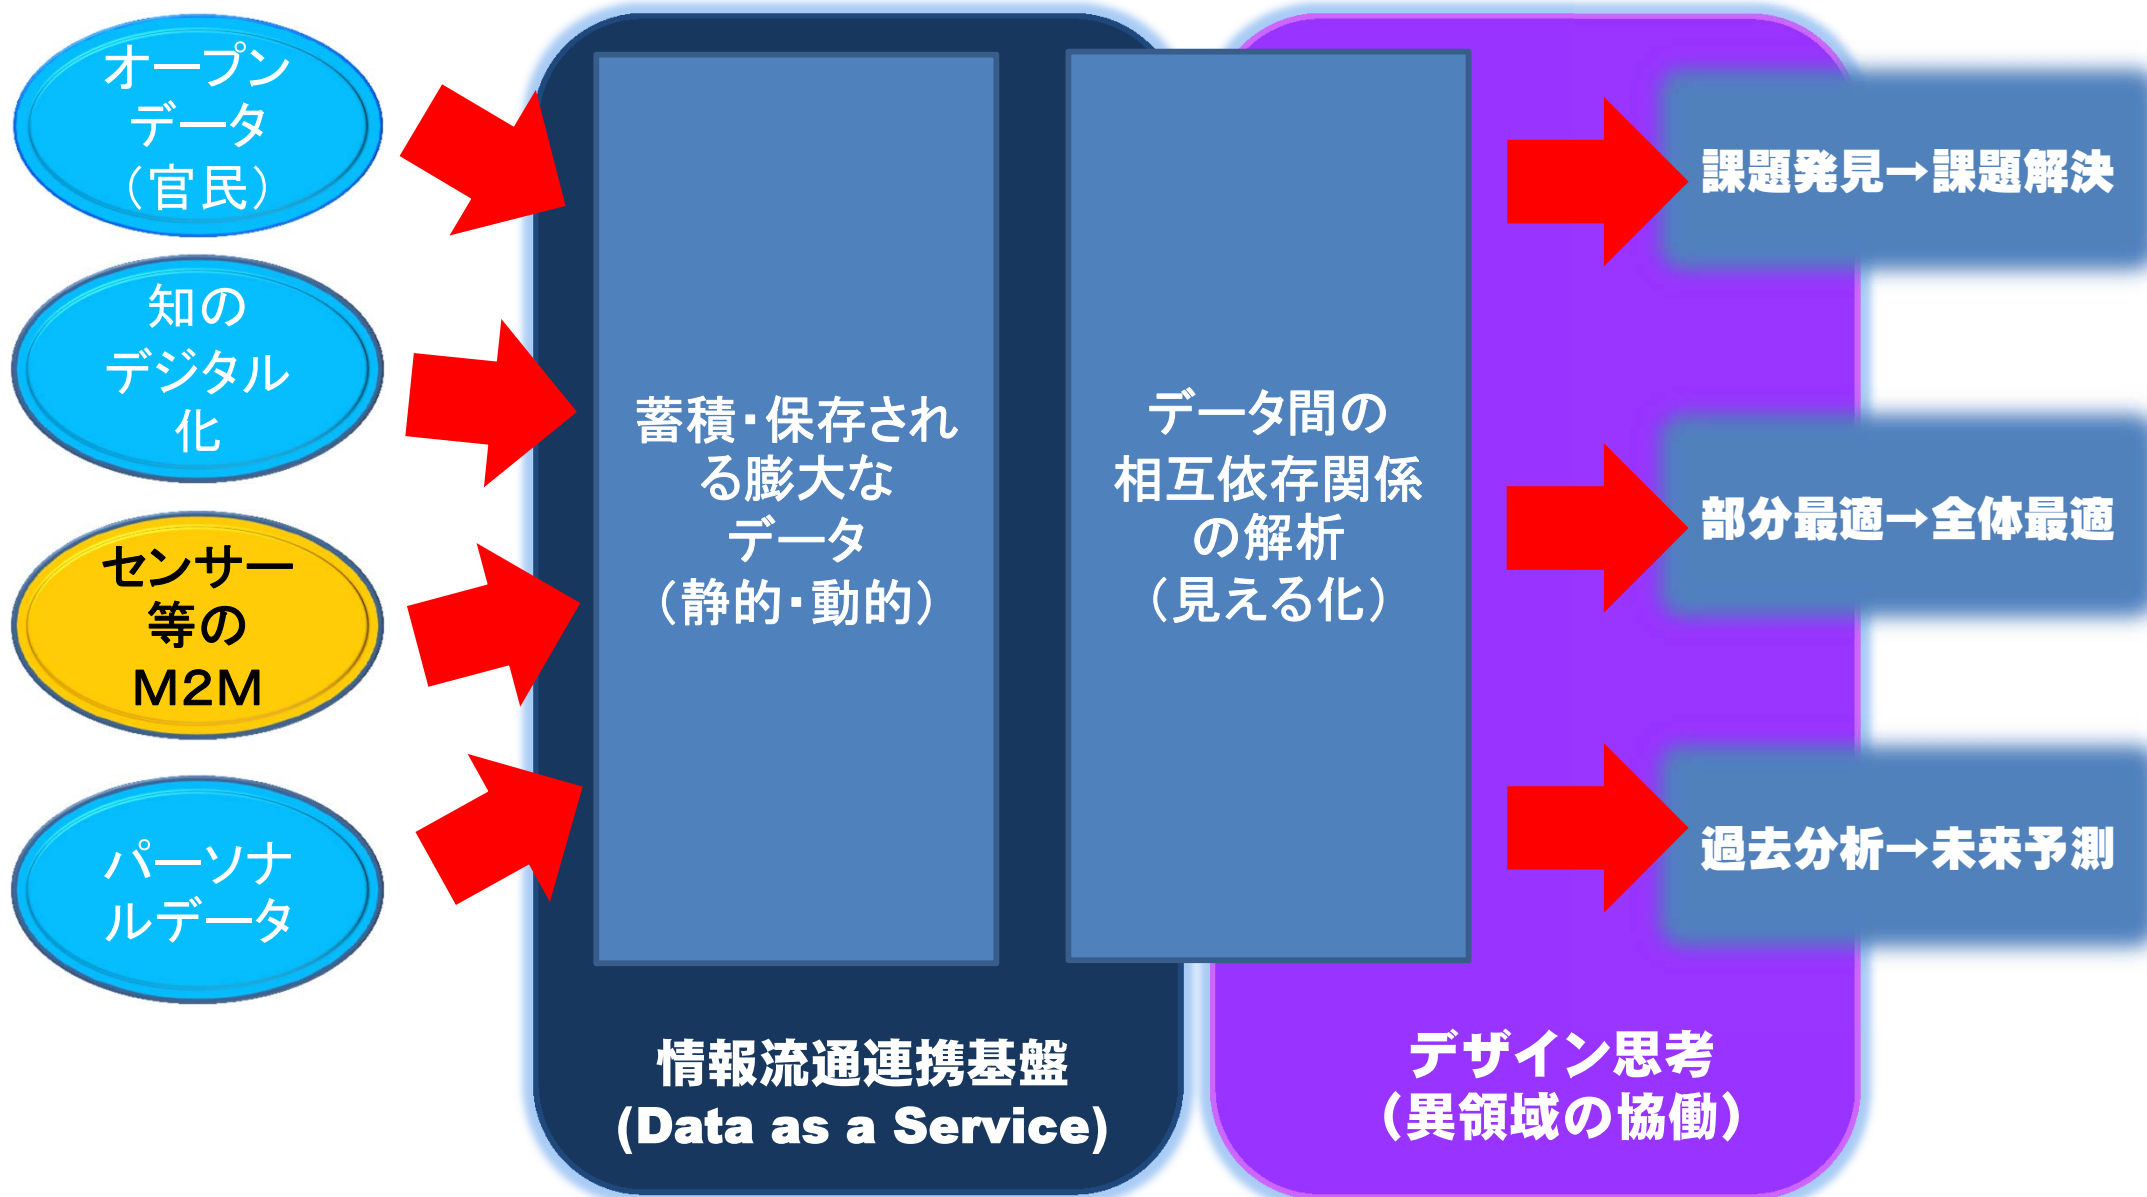 オープン
データ
（官民）
知の
デジタル
化
センサー
等の
M2M
パーソナ
ルデータ
蓄積・保存され
る膨大な
データ
（静的・動的）
データ間の
相互依存関係
の解析
（見える化）
情報流通連携基盤
(Data as a Service)
デザイン思考
（異領域の協働）
課題発見→課題解決
部分最適→全体最適
過去分析→未来予測